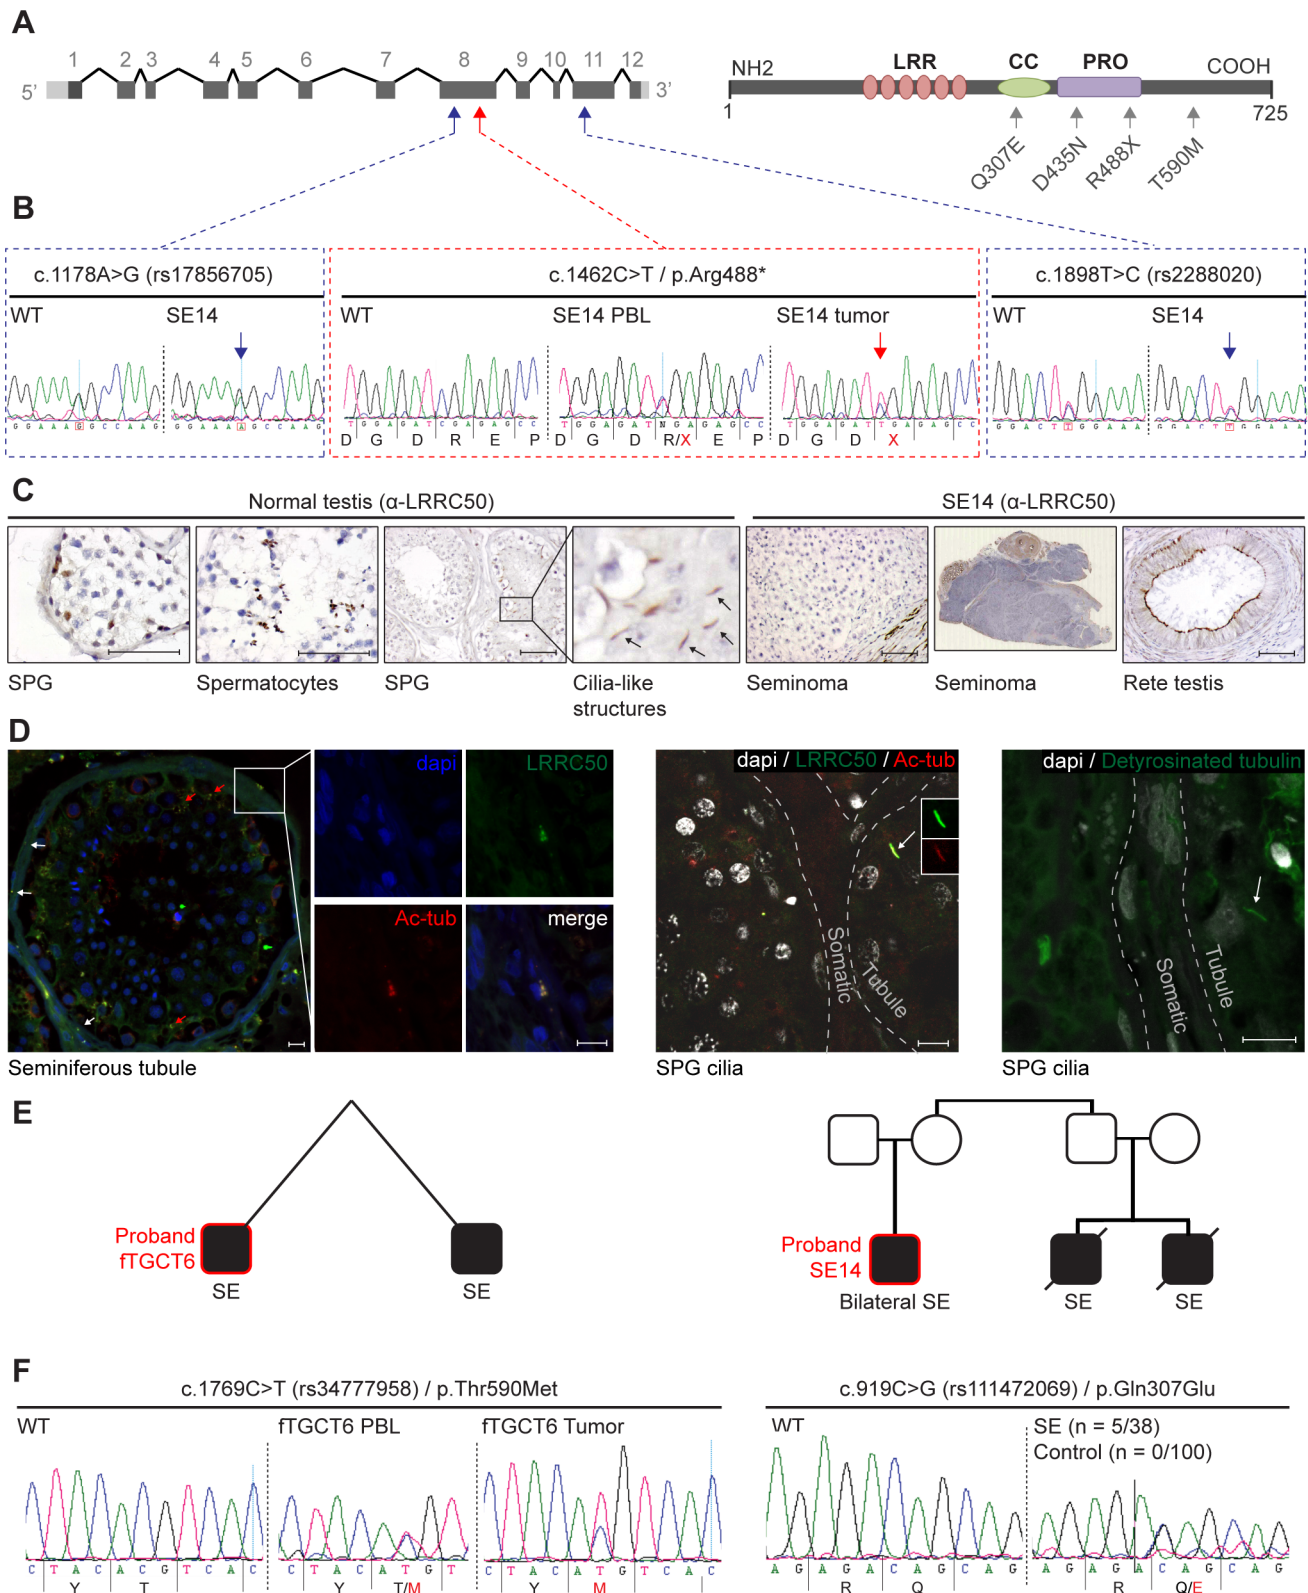 A
1 2 3 4 5 6 7 8 9 10 11 12
5' 3'
LRR CC PRO
NH2 COOH
1 725
Q307E D435N R488X T590M
B
c.1178A>G (rs17856705)
WT SE14
G G A A A G G C C A A G
G G A A A A G C C A A G
c.1462C>T / p.Arg488*
WT SE14 PBL SE14 tumor
T G G A G A T C G A G A G C C
D G D R E P
T G G A G A T N G A G A G C C
D G D R/X E P
T G G A G A T T G A G A G C C
D G D X
c.1898T>C (rs2288020)
WT SE14
G G A C T T G G A A A
G G A C T T G G A A A
C
Normal testis (α-LRRC50) SE14 (α-LRRC50)
SPG Spermatocytes SPG Cilia-like Seminoma Seminoma Rete testis
structures
D
dapi LRRC50
Ac-tub merge
dapi / LRRC50 / Ac-tub
Somatic
Tubule
dapi / Detyrosinated tubulin
Somatic
Tubule
Seminiferous tubule SPG cilia SPG cilia
E
Proband
fTGCT6
SE SE
Proband
SE14
Bilateral SE SE SE
F
c.1769C>T (rs34777958) / p.Thr590Met
WT fTGCT6 PBL fTGCT6 Tumor
C T A C A C G T C A C
Y T
C T A C A T G T
Y T/M
C T A C A T G T C A C
Y M
c.919C>G (rs111472069) / p.Gln307Glu
WT SE (n = 5/38)
Control (n = 0/100)
A G A G A C A G C A G
R Q
A G A G A C A G C A G
R Q/E